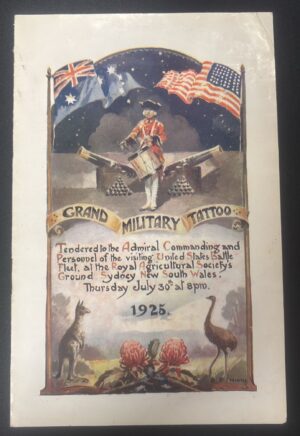 GRAND MILITARY TATTOO
Tendered to the Admiral Commanding and
Personnel of the visiting United States Battle
Fleet, at the Royal Agricultural Society's
Ground Sydney New South Wales.
Thursday July 30th at 8pm.
1925.